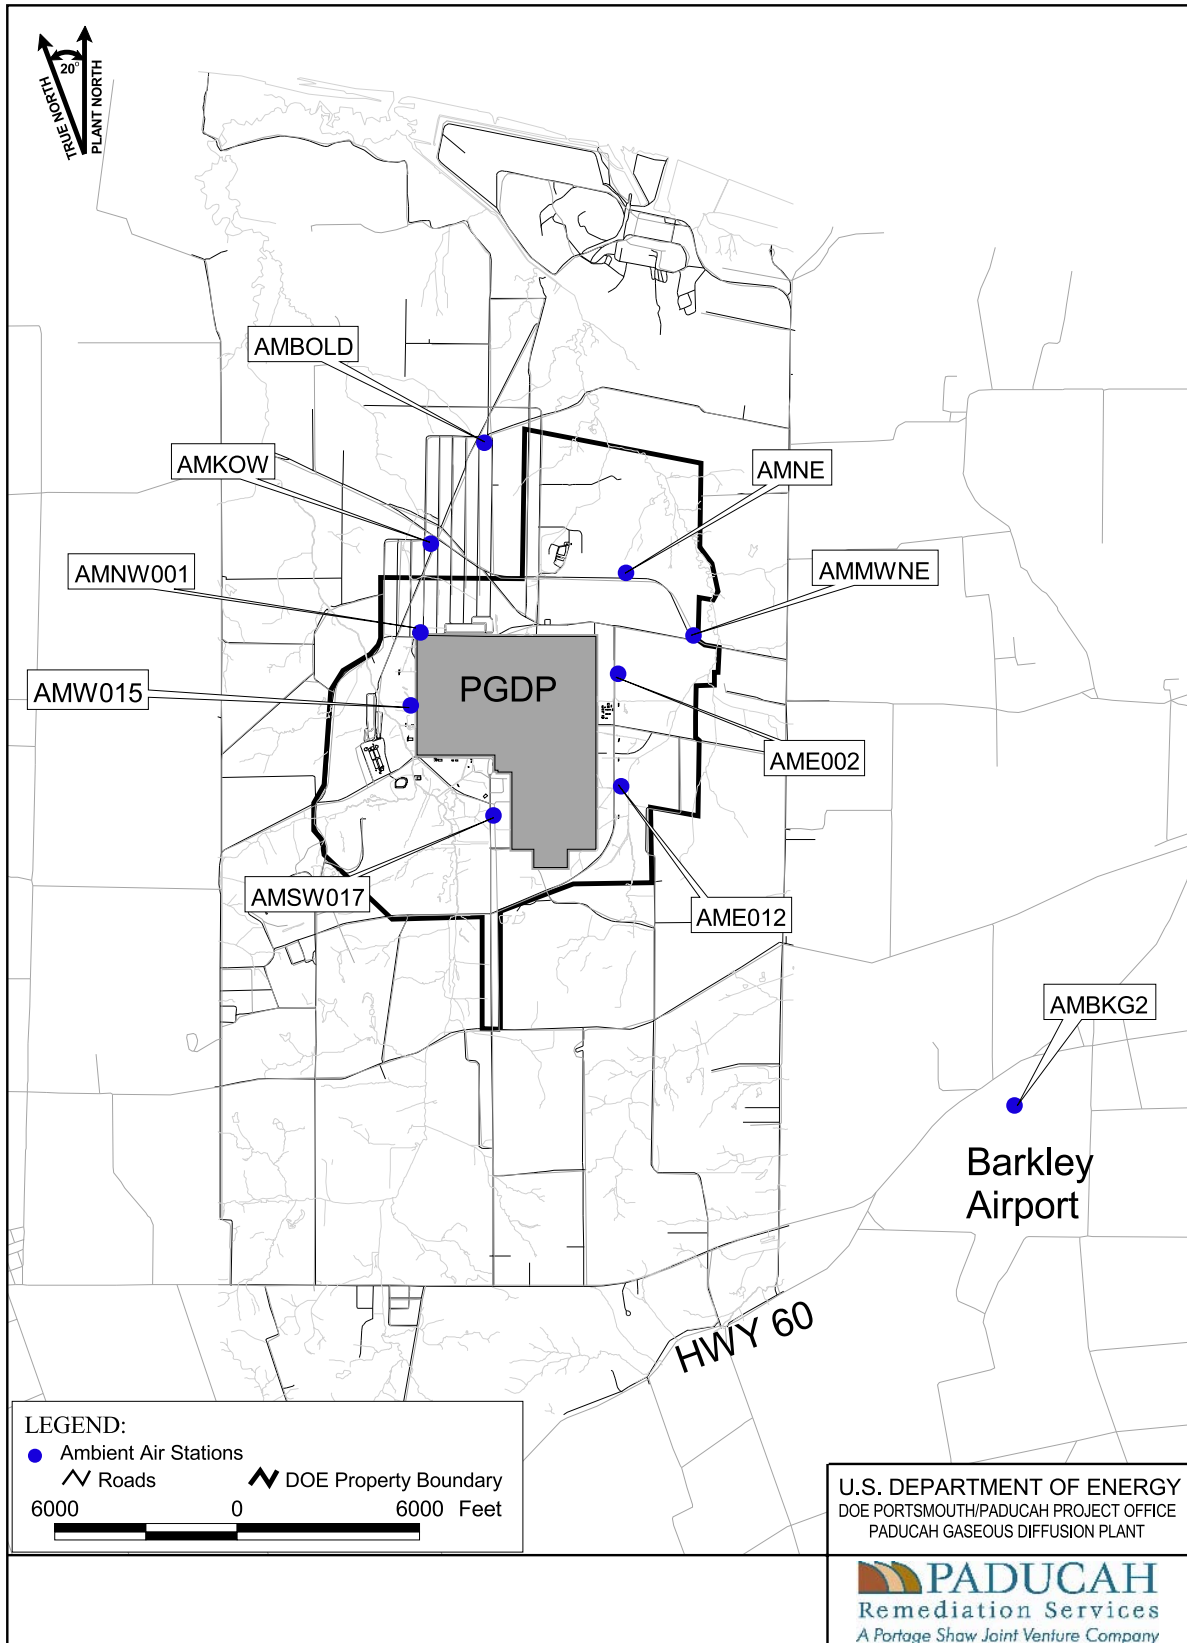 20°
TRUE NORTH
PLANT NORTH
AMBOLD
AMKOW
AMNE
AMNW001
AMMWNE
AMW015
PGDP
AME002
AMSW017
AME012
AMBKG2
Barkley
Airport
HWY 60
LEGEND:
Ambient Air Stations
Roads
DOE Property Boundary
6000 0 6000 Feet
U.S. DEPARTMENT OF ENERGY
DOE PORTSMOUTH/PADUCAH PROJECT OFFICE
PADUCAH GASEOUS DIFFUSION PLANT
PADUCAH
Remediation Services
A Portage Shaw Joint Venture Company